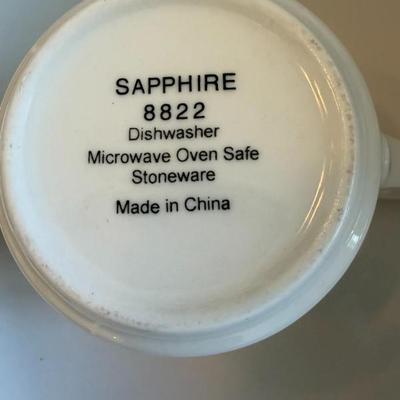 SAPPHIRE
8822
Dishwasher
Microwave Oven Safe
Stoneware
Made in China